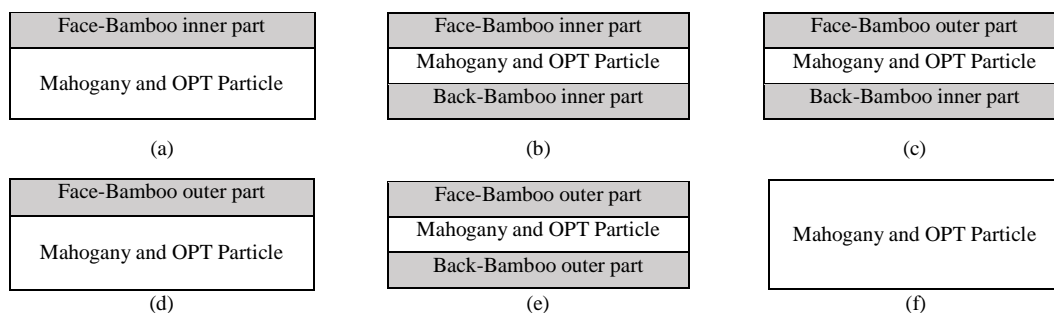 Face-Bamboo inner part
Mahogany and OPT Particle
(a)
Face-Bamboo inner part
Mahogany and OPT Particle
Back-Bamboo inner part
(b)
Face-Bamboo outer part
Mahogany and OPT Particle
Back-Bamboo inner part
(c)
Face-Bamboo outer part
Mahogany and OPT Particle
(d)
Face-Bamboo outer part
Mahogany and OPT Particle
Back-Bamboo outer part
(e)
Mahogany and OPT Particle
(f)